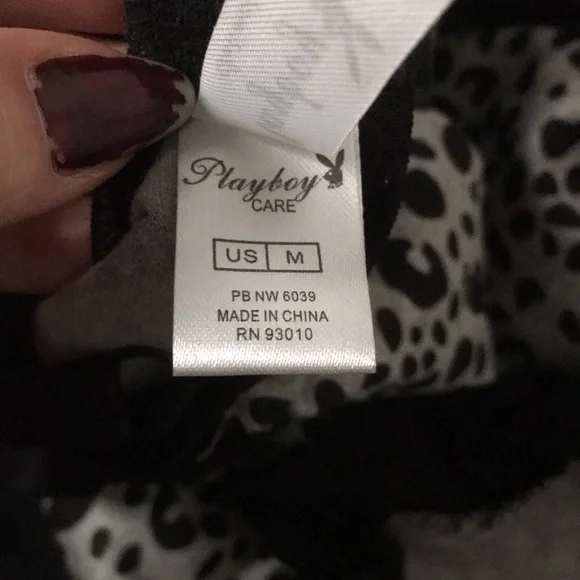 Playboy
CARE
US M
PB NW 6039
MADE IN CHINA
RN 93010